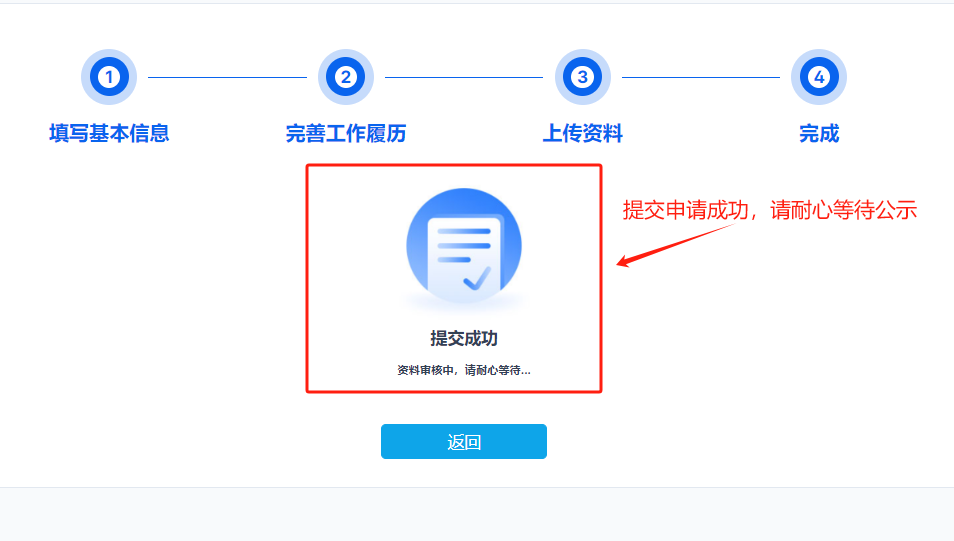 1
2
3
4
填写基本信息
完善工作履历
上传资料
完成
提交申请成功，请耐心等待公示
提交成功
资料审核中，请耐心等待...
返回